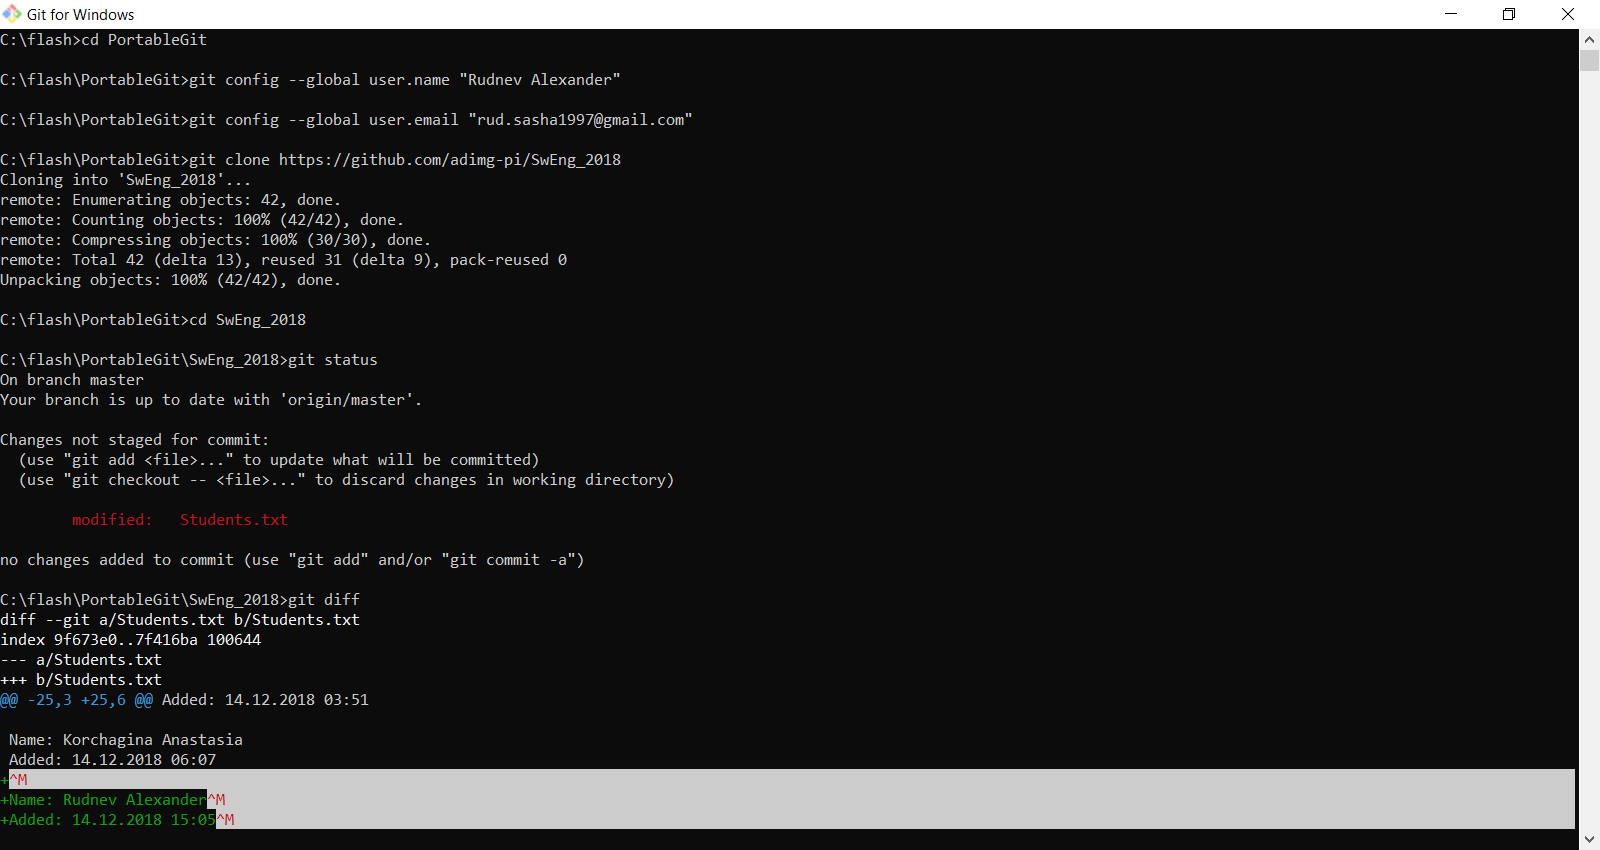 Git for Windows
C:\flash>cd PortableGit
C:\flash\PortableGit>git config --global user.name "Rudnev Alexander"
C:\flash\PortableGit>git config --global user.email "rud.sasha1997@gmail.com"
C:\flash\PortableGit>git clone https://github.com/adimg-pi/SwEng_2018
Cloning into 'SwEng_2018'...
remote: Enumerating objects: 42, done.
remote: Counting objects: 100% (42/42), done.
remote: Compressing objects: 100% (30/30), done.
remote: Total 42 (delta 13), reused 31 (delta 9), pack-reused 0
Unpacking objects: 100% (42/42), done.
C:\flash\PortableGit>cd SwEng_2018
C:\flash\PortableGit\SwEng_2018>git status
On branch master
Your branch is up to date with 'origin/master'.
Changes not staged for commit:
  (use "git add <file>..." to update what will be committed)
  (use "git checkout -- <file>..." to discard changes in working directory)
        modified:   Students.txt
no changes added to commit (use "git add" and/or "git commit -a")
C:\flash\PortableGit\SwEng_2018>git diff
diff --git a/Students.txt b/Students.txt
index 9f673e0..7f416ba 100644
--- a/Students.txt
+++ b/Students.txt
@@ -25,3 +25,6 @@ Added: 14.12.2018 03:51
 Name: Korchagina Anastasia
 Added: 14.12.2018 06:07
+^M
+Name: Rudnev Alexander^M
+Added: 14.12.2018 15:05^M